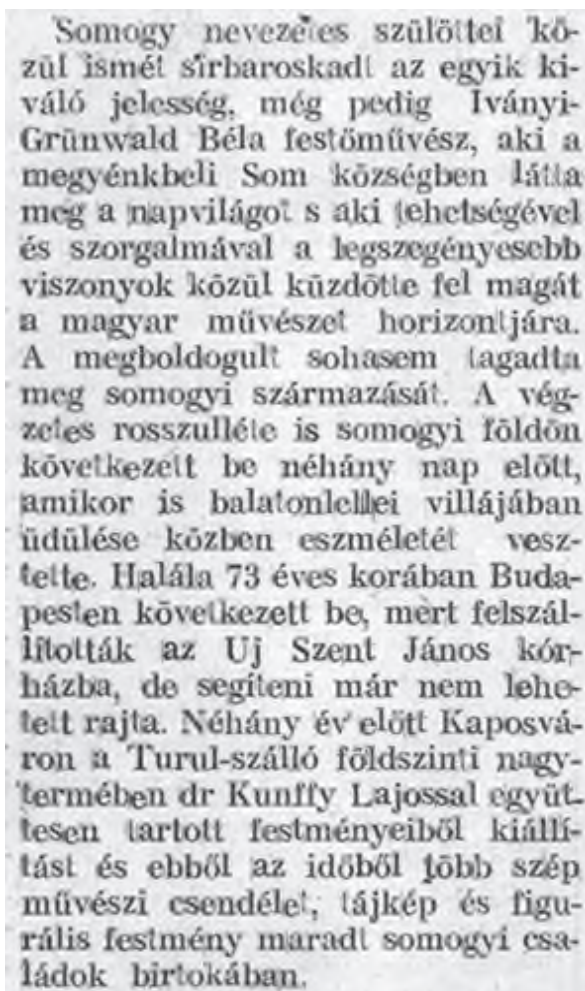 Somogy nevezetes szülöttei kö-
zül ismét sírbaroskadt az egyik ki-
váló jelesség, még pedig Iványi-
Grünwald Béla festőművész, aki a
megyénkbeli Som községben látta
meg a napvilágot s aki tehetségével
és szorgalmával a legszegényesebb
viszonyok közül küzdötte fel magát
a magyar művészet horizontjára.
A megboldogult sohasem tagadta
meg somogyi származását. A vég-
zetes rosszulléte is somogyi földön
következett be néhány nap előtt,
amikor is balatonlellei villájában
üdülése közben eszméletét vesz-
tette. Halála 73 éves korában Buda-
pesten következett be, mert felszál-
lították az Uj Szent János kór-
házba, de segíteni már nem lehe-
tett rajta. Néhány év előtt Kaposvá-
ron a Turul-szálló földszinti nagy-
termében dr Kunffy Lajossal együt-
tesen tartott festményeiből kiállí-
tást és ebből az időből több szép
művészi csendélet, tájkép és figu-
rális festmény maradt somogyi csa-
ládok birtokában.